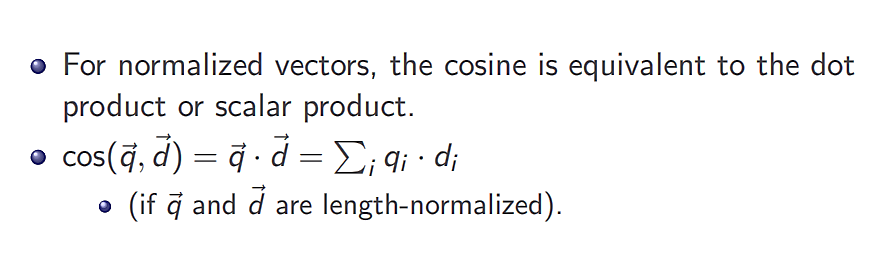 • For normalized vectors, the cosine is equivalent to the dot
product or scalar product.
• cos(q⃗, d⃗) = q⃗ · d⃗ = ∑ᵢ qᵢ · dᵢ
• (if q⃗ and d⃗ are length-normalized).